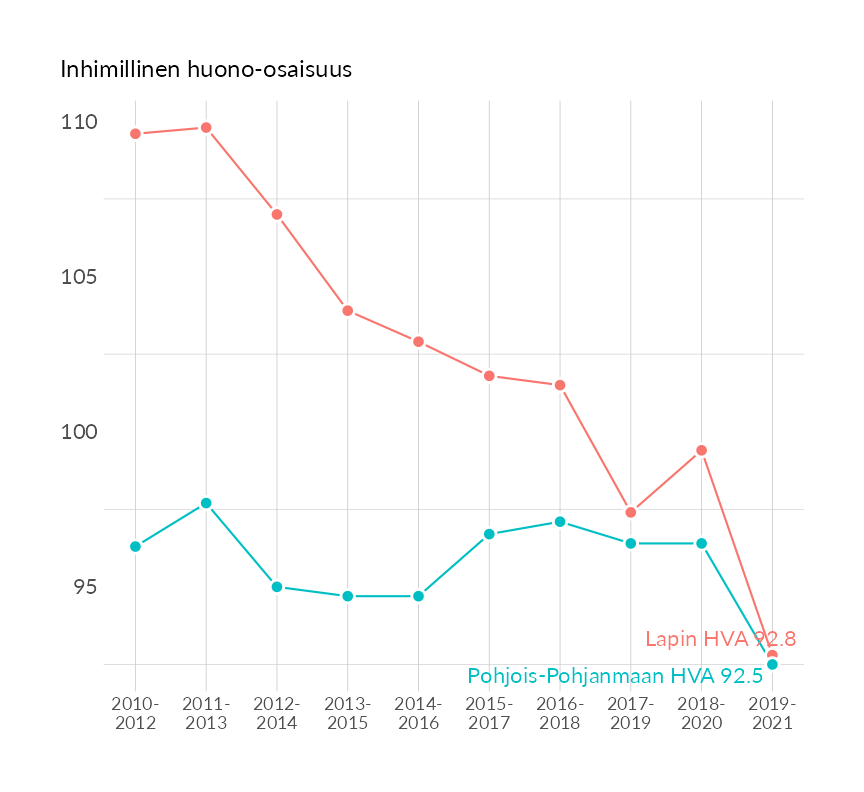 Inhimillinen huono-osaisuus
110
105
100
95
Lapin HVA 92.8
Pohjois-Pohjanmaan HVA 92.5
2010- 2011- 2012- 2013- 2014- 2015- 2016- 2017- 2018- 2019-
2012 2013 2014 2015 2016 2017 2018 2019 2020 2021